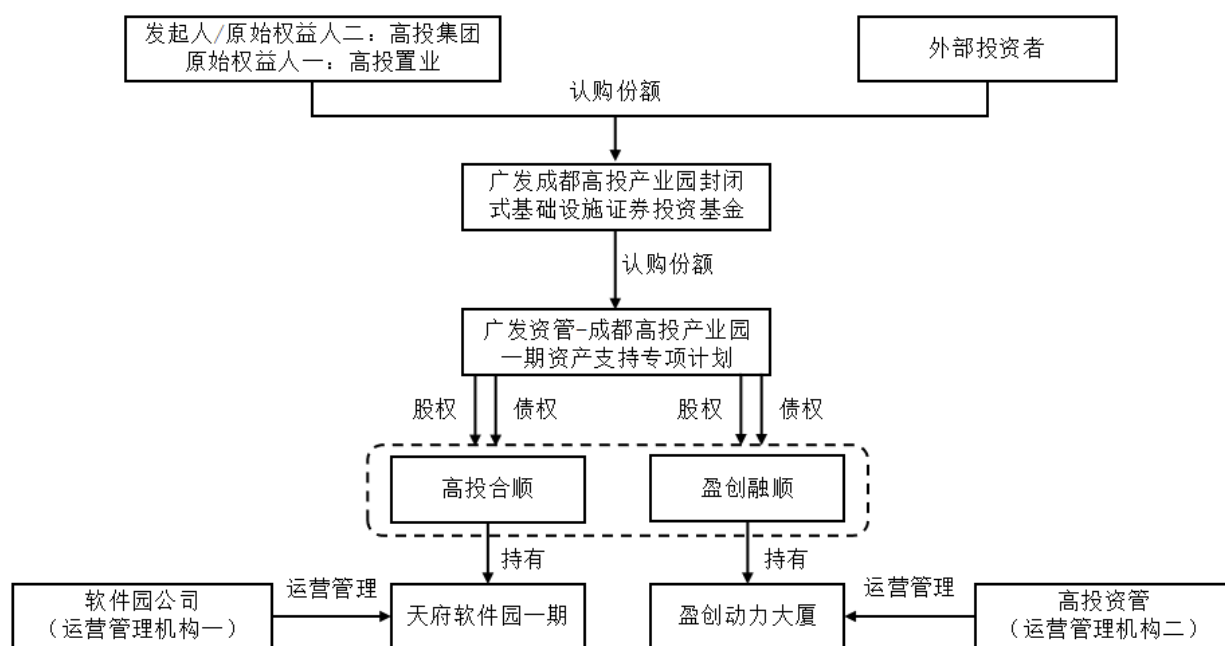 发起人/原始权益人二：高投集团
原始权益人一：高投置业
外部投资者
认购份额
广发成都高投产业园封闭
式基础设施证券投资基金
认购份额
广发资管-成都高投产业园
一期资产支持专项计划
股权
债权
股权
债权
高投合顺
盈创融顺
持有
持有
软件园公司
（运营管理机构一）
运营管理
天府软件园一期
盈创动力大厦
运营管理
高投资管
（运营管理机构二）